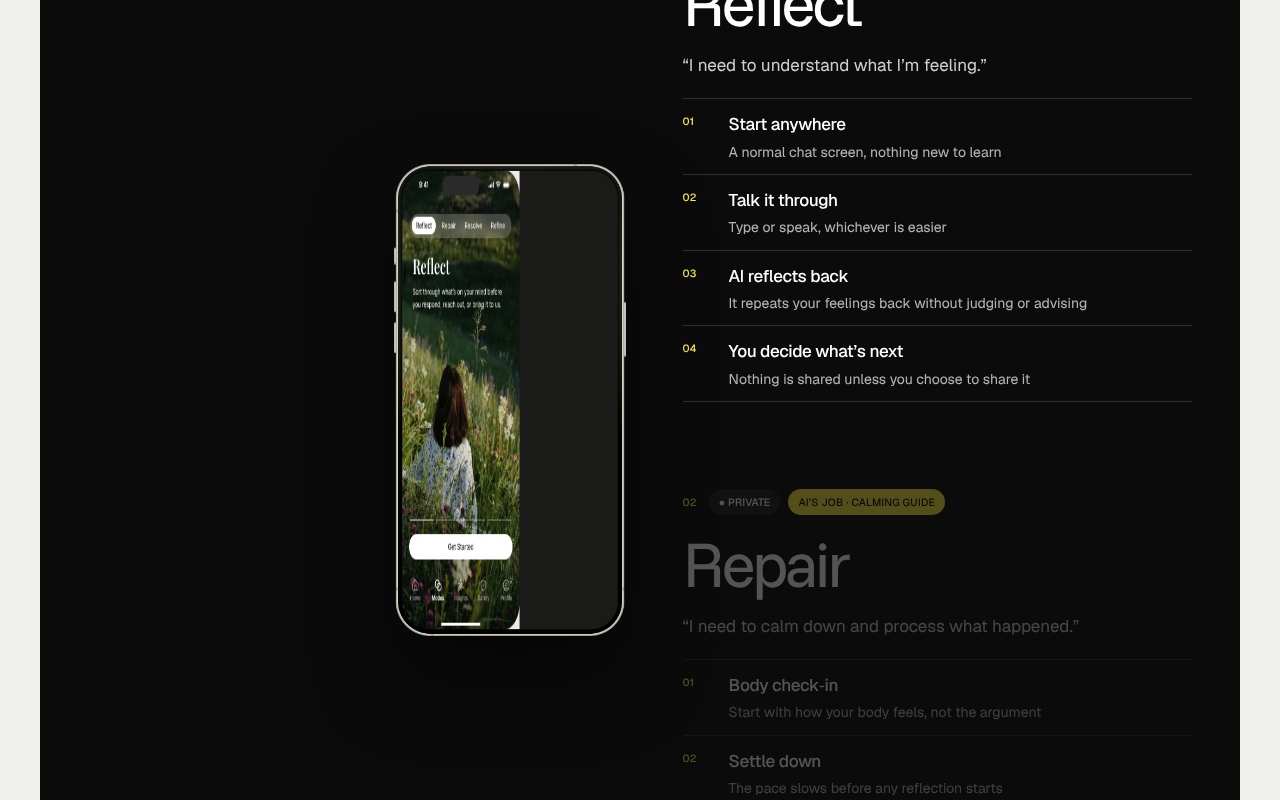 Reflect
“I need to understand what I’m feeling.”
01
Start anywhere
A normal chat screen, nothing new to learn
02
Talk it through
Type or speak, whichever is easier
03
AI reflects back
It repeats your feelings back without judging or advising
04
You decide what’s next
Nothing is shared unless you choose to share it
9:41
Reflect Repair Resolve Refine
Reflect
Sort through what's on your mind before
you respond, reach out, or bring it to us.
Get Started
Home Modes Insights Safety Profile
02 PRIVATE AI’S JOB · CALMING GUIDE
Repair
“I need to calm down and process what happened.”
01
Body check-in
Start with how your body feels, not the argument
02
Settle down
The pace slows before any reflection starts